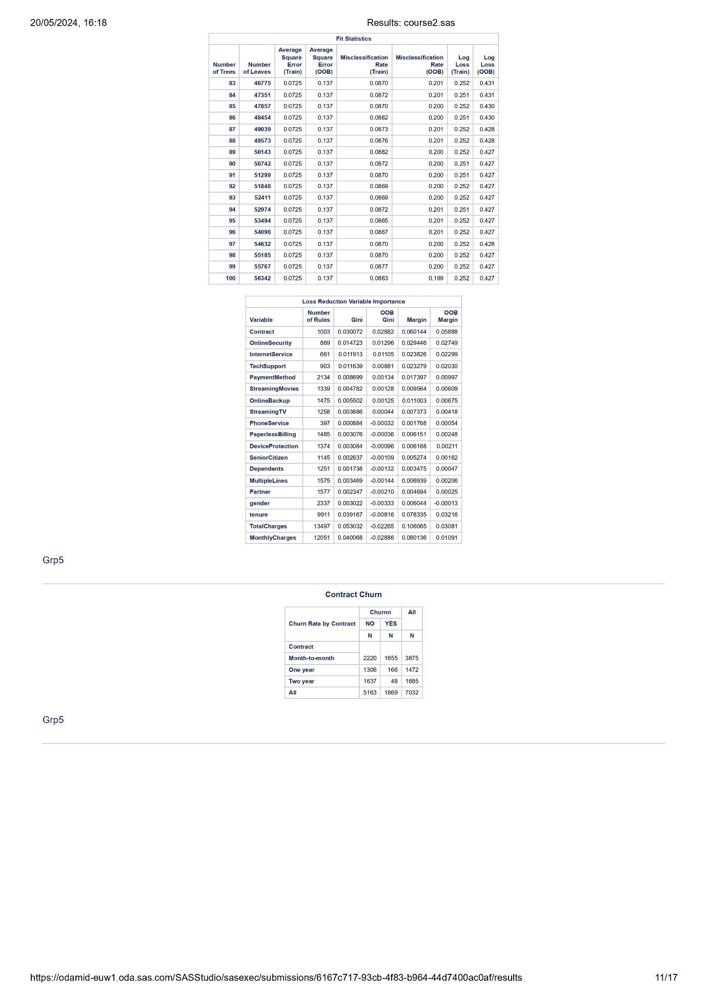 20/05/2024, 16:18 Results: course2.sas
Fit Statistics
Number of Trees Number of Leaves Average Square Error (Train) Average Square Error (OOB) Misclassification Rate (Train) Misclassification Rate (OOB) Log Loss (Train) Log Loss (OOB)
83 46775 0.0725 0.137 0.0870 0.201 0.252 0.431
84 47351 0.0725 0.137 0.0872 0.201 0.251 0.431
85 47857 0.0725 0.137 0.0870 0.200 0.252 0.430
86 48454 0.0725 0.137 0.0882 0.200 0.251 0.430
87 49039 0.0725 0.137 0.0873 0.201 0.252 0.428
88 49573 0.0725 0.137 0.0876 0.201 0.252 0.428
89 50143 0.0725 0.137 0.0882 0.200 0.252 0.427
90 50742 0.0725 0.137 0.0872 0.200 0.251 0.427
91 51299 0.0725 0.137 0.0870 0.200 0.251 0.427
92 51848 0.0725 0.137 0.0869 0.200 0.252 0.427
93 52411 0.0725 0.137 0.0869 0.200 0.252 0.427
94 52974 0.0725 0.137 0.0872 0.201 0.251 0.427
95 53494 0.0725 0.137 0.0865 0.201 0.252 0.427
96 54096 0.0725 0.137 0.0867 0.201 0.252 0.427
97 54632 0.0725 0.137 0.0870 0.200 0.252 0.428
98 55185 0.0725 0.137 0.0870 0.200 0.252 0.427
99 55767 0.0725 0.137 0.0877 0.200 0.252 0.427
100 56342 0.0725 0.137 0.0883 0.199 0.252 0.427
Loss Reduction Variable Importance
Variable Number of Rules Gini OOB Gini Margin OOB Margin
Contract 1003 0.030072 0.02882 0.060144 0.05888
OnlineSecurity 869 0.014723 0.01296 0.029446 0.02749
InternetService 661 0.011913 0.01105 0.023826 0.02299
TechSupport 903 0.011639 0.00881 0.023279 0.02030
PaymentMethod 2134 0.008699 0.00134 0.017397 0.00997
StreamingMovies 1339 0.004782 0.00128 0.009564 0.00609
OnlineBackup 1475 0.005502 0.00125 0.011003 0.00675
StreamingTV 1258 0.003686 0.00044 0.007373 0.00418
PhoneService 397 0.000884 -0.00032 0.001768 0.00054
PaperlessBilling 1485 0.003076 -0.00036 0.006151 0.00248
DeviceProtection 1374 0.003084 -0.00096 0.006168 0.00211
SeniorCitizen 1145 0.002637 -0.00109 0.005274 0.00162
Dependents 1251 0.001738 -0.00132 0.003475 0.00047
MultipleLines 1575 0.003469 -0.00144 0.006939 0.00206
Partner 1577 0.002347 -0.00210 0.004694 0.00025
gender 2337 0.003022 -0.00333 0.006044 -0.00013
tenure 9911 0.039167 -0.00816 0.078335 0.03216
TotalCharges 13497 0.053032 -0.02265 0.106065 0.03081
MonthlyCharges 12051 0.040068 -0.02886 0.080136 0.01091
Grp5
Contract Churn
Churnn All
Churn Rate by Contract NO YES
N N N
Contract
Month-to-month 2220 1655 3875
One year 1306 166 1472
Two year 1637 48 1685
All 5163 1869 7032
Grp5
https://odamid-euw1.oda.sas.com/SASStudio/sasexec/submissions/6167c717-93cb-4f83-b964-44d7400ac0af/results 11/17